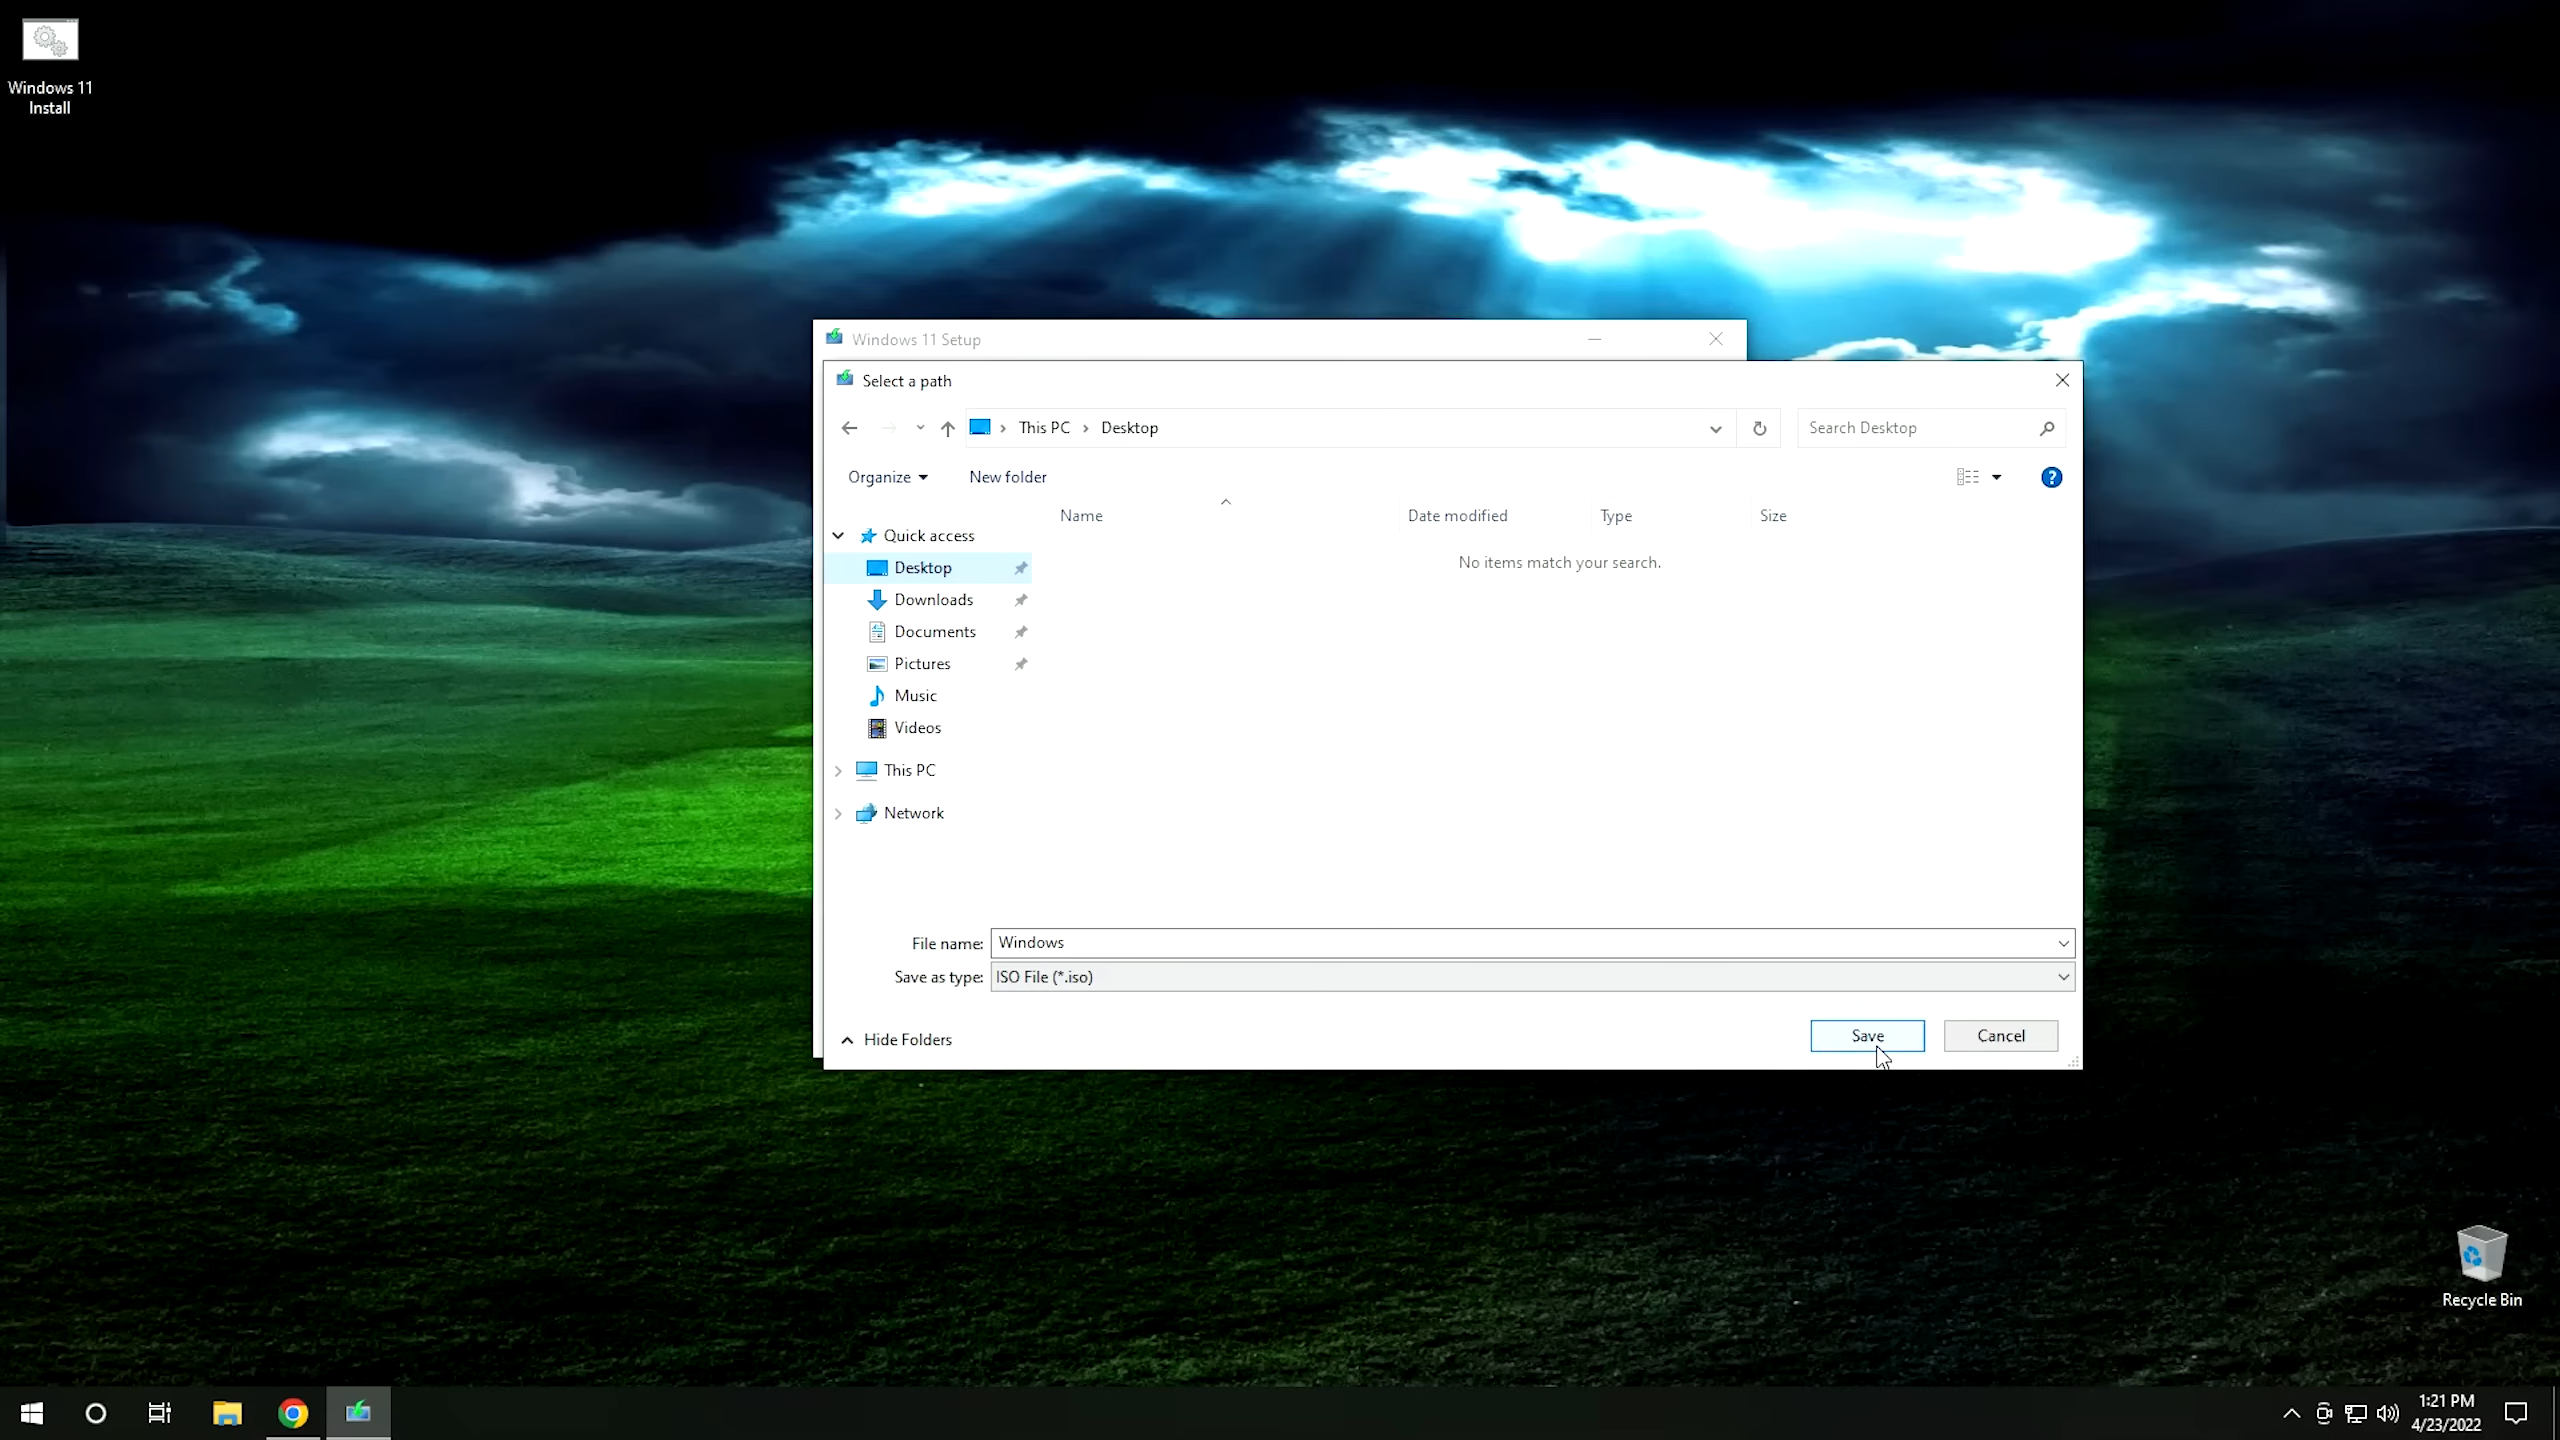 Windows 11
Install
Windows 11 Setup
Select a path
This PC
Desktop
Search Desktop
Organize
New folder
Name
Date modified
Type
Size
No items match your search.
Quick access
Desktop
Downloads
Documents
Pictures
Music
Videos
This PC
Network
File name:
Windows
Save as type:
ISO File (*.iso)
Hide Folders
Save
Cancel
Recycle Bin
1:21 PM
4/23/2022